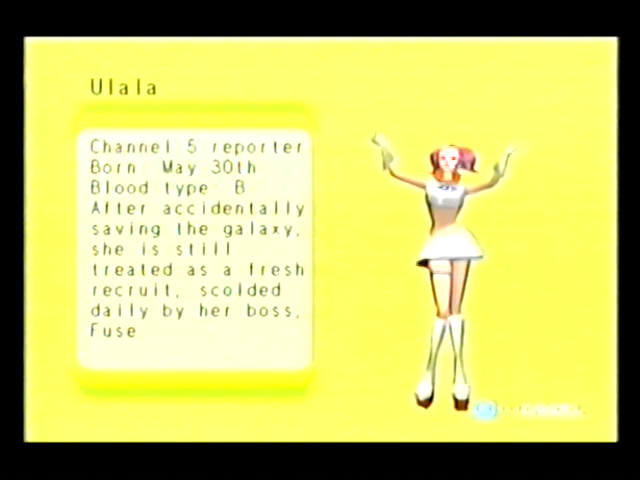 Ulala
Channel 5 reporter
Born: May 30th
Blood type: B
After accidentally
saving the galaxy,
she is still
treated as a fresh
recruit, scolded
daily by her boss,
Fuse.